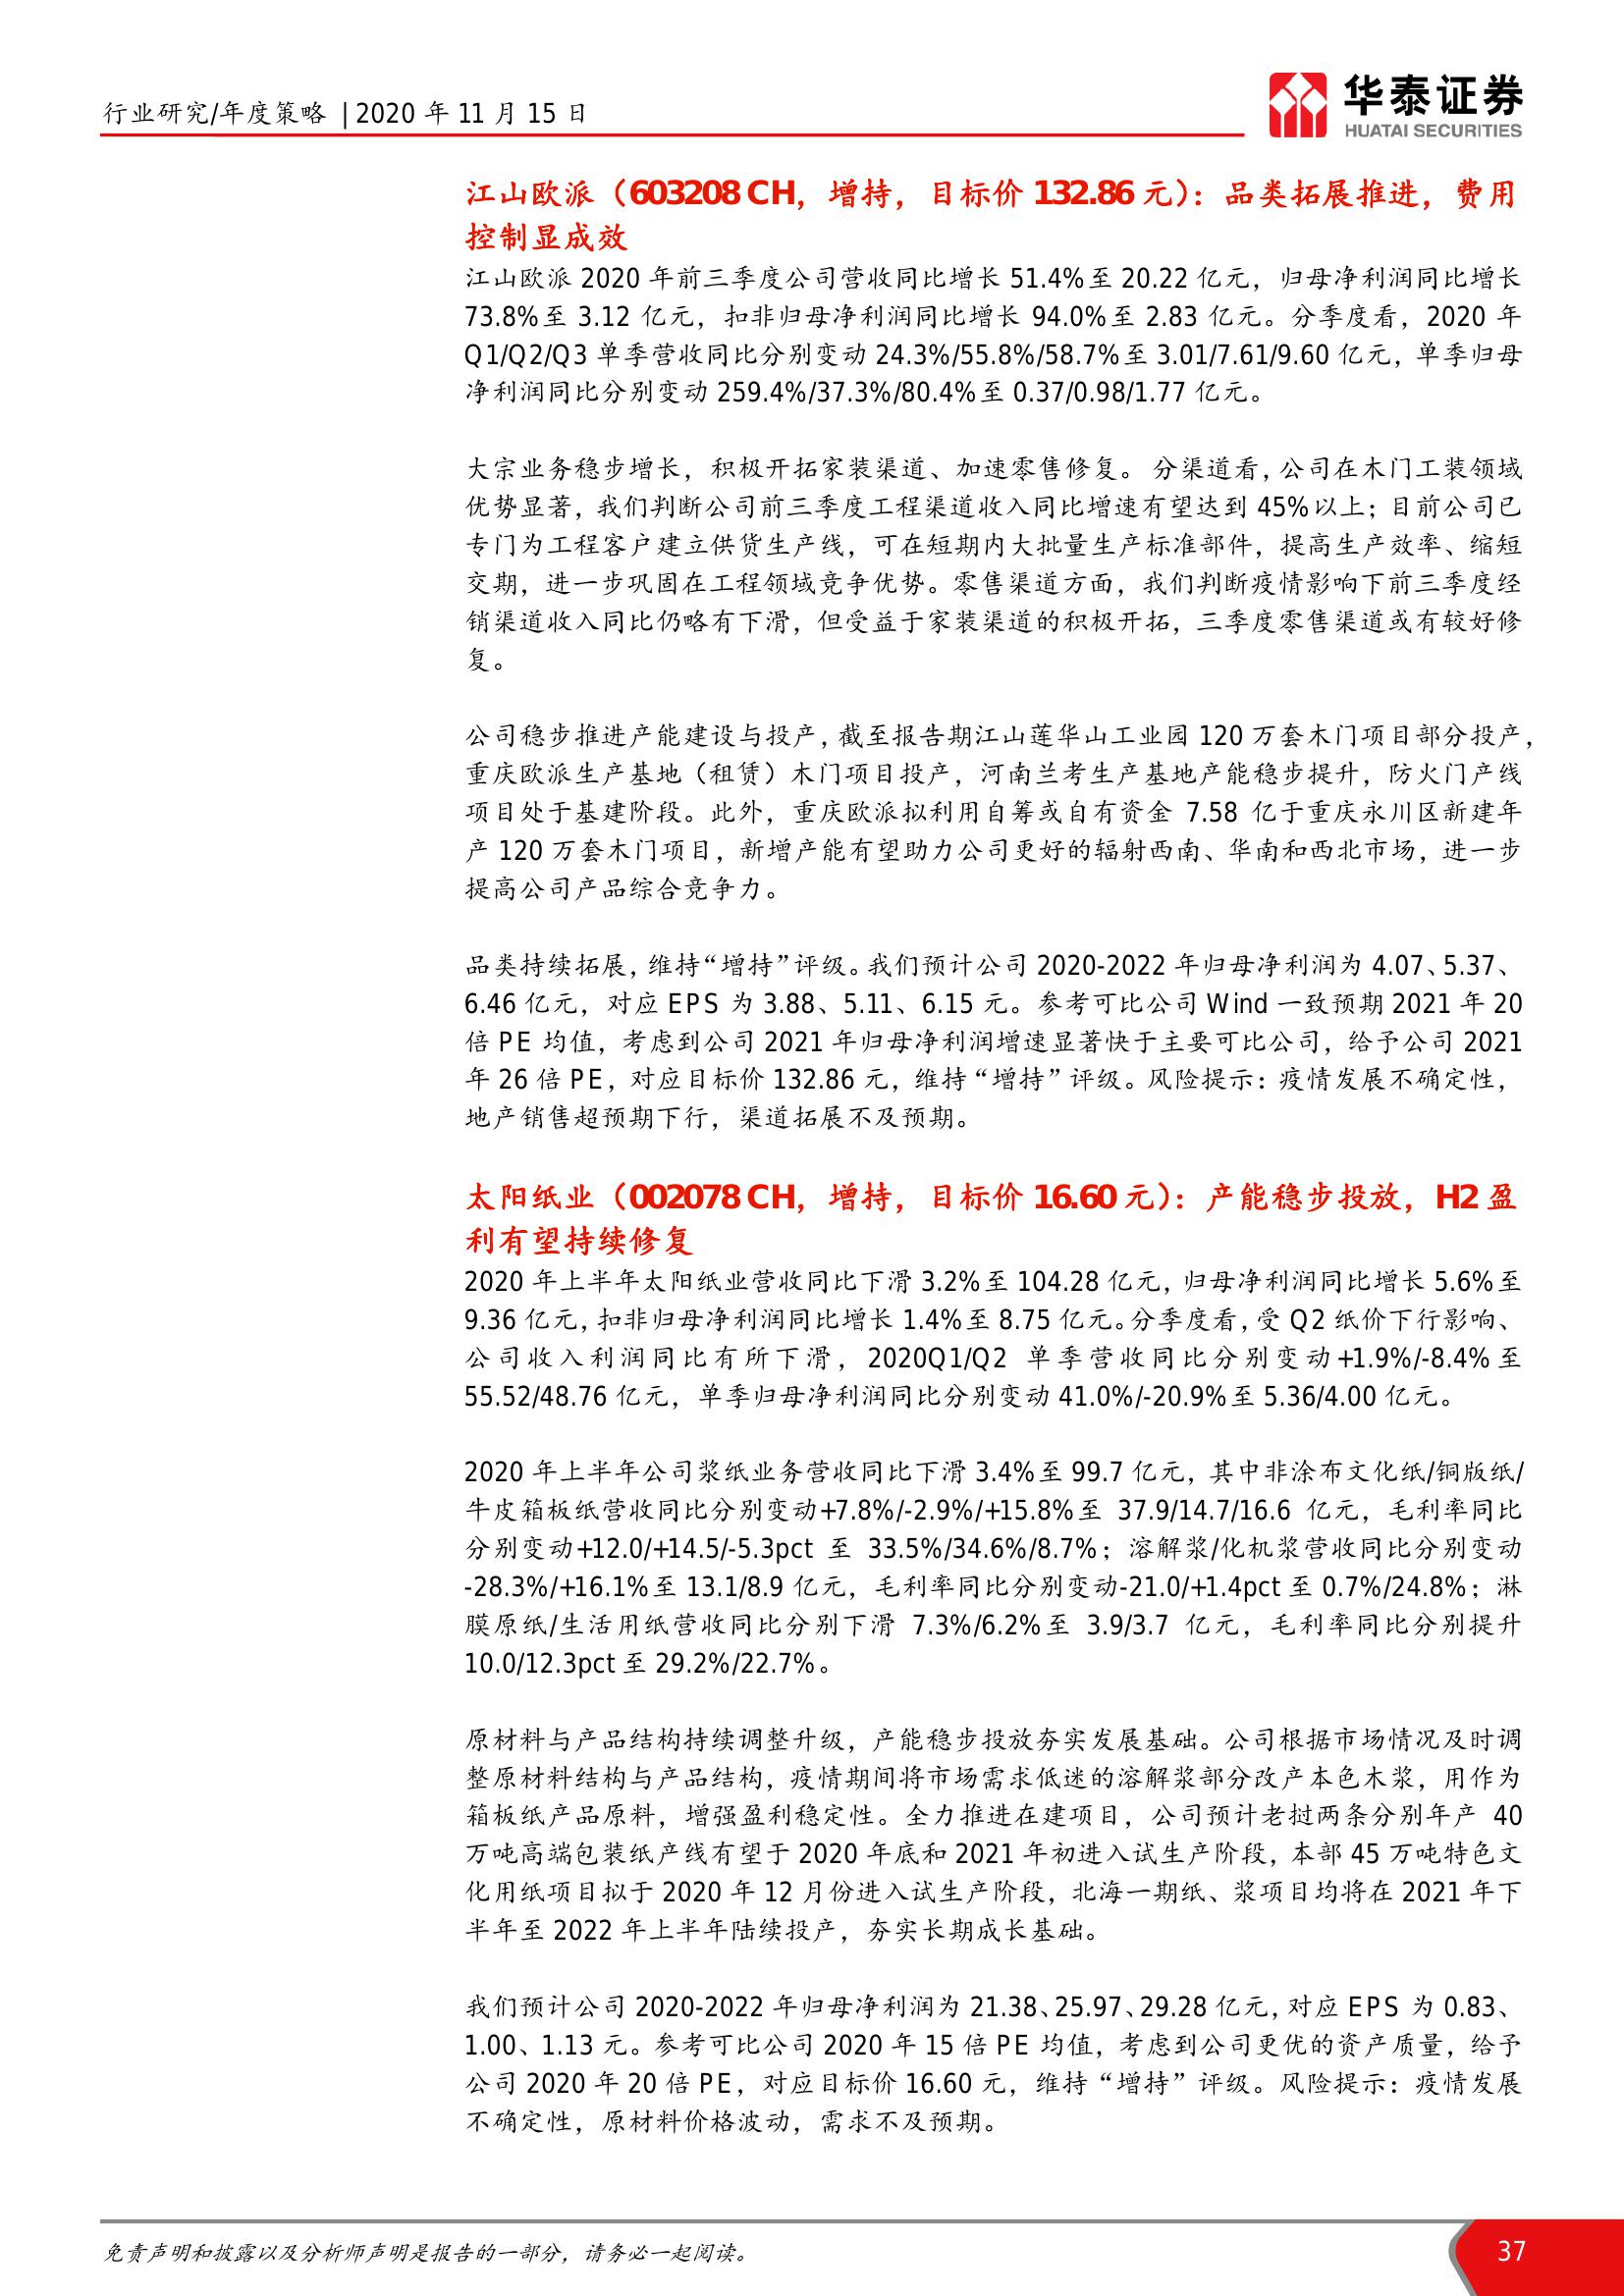 行业研究/年度策略 | 2020 年 11 月 15 日
华泰证券
HUATAI SECURITIES
江山欧派（603208 CH，增持，目标价 132.86 元）：品类拓展推进，费用
控制显成效
江山欧派 2020 年前三季度公司营收同比增长 51.4%至 20.22 亿元，归母净利润同比增长
73.8%至 3.12 亿元，扣非归母净利润同比增长 94.0%至 2.83 亿元。分季度看，2020 年
Q1/Q2/Q3 单季营收同比分别变动 24.3%/55.8%/58.7%至 3.01/7.61/9.60 亿元，单季归母
净利润同比分别变动 259.4%/37.3%/80.4%至 0.37/0.98/1.77 亿元。
大宗业务稳步增长，积极开拓家装渠道、加速零售修复。 分渠道看，公司在木门工装领域
优势显著，我们判断公司前三季度工程渠道收入同比增速有望达到 45%以上；目前公司已
专门为工程客户建立供货生产线，可在短期内大批量生产标准部件，提高生产效率、缩短
交期，进一步巩固在工程领域竞争优势。零售渠道方面，我们判断疫情影响下前三季度经
销渠道收入同比仍略有下滑，但受益于家装渠道的积极开拓，三季度零售渠道或有较好修
复。
公司稳步推进产能建设与投产，截至报告期江山莲华山工业园 120 万套木门项目部分投产，
重庆欧派生产基地（租赁）木门项目投产，河南兰考生产基地产能稳步提升，防火门产线
项目处于基建阶段。此外，重庆欧派拟利用自筹或自有资金 7.58 亿于重庆永川区新建年
产 120 万套木门项目，新增产能有望助力公司更好的辐射西南、华南和西北市场，进一步
提高公司产品综合竞争力。
品类持续拓展，维持“增持”评级。我们预计公司 2020-2022 年归母净利润为 4.07、5.37、
6.46 亿元，对应 EPS 为 3.88、5.11、6.15 元。参考可比公司 Wind 一致预期 2021 年 20
倍 PE 均值，考虑到公司 2021 年归母净利润增速显著快于主要可比公司，给予公司 2021
年 26 倍 PE，对应目标价 132.86 元，维持“增持”评级。风险提示：疫情发展不确定性，
地产销售超预期下行，渠道拓展不及预期。
太阳纸业（002078 CH，增持，目标价 16.60 元）：产能稳步投放，H2 盈
利有望持续修复
2020 年上半年太阳纸业营收同比下滑 3.2%至 104.28 亿元，归母净利润同比增长 5.6%至
9.36 亿元，扣非归母净利润同比增长 1.4%至 8.75 亿元。分季度看，受 Q2 纸价下行影响、
公司收入利润同比有所下滑，2020Q1/Q2 单季营收同比分别变动+1.9%/-8.4%至
55.52/48.76 亿元，单季归母净利润同比分别变动 41.0%/-20.9%至 5.36/4.00 亿元。
2020 年上半年公司浆纸业务营收同比下滑 3.4%至 99.7 亿元，其中非涂布文化纸/铜版纸/
牛皮箱板纸营收同比分别变动+7.8%/-2.9%/+15.8%至 37.9/14.7/16.6 亿元，毛利率同比
分别变动+12.0/+14.5/-5.3pct 至 33.5%/34.6%/8.7%；溶解浆/化机浆营收同比分别变动
-28.3%/+16.1%至 13.1/8.9 亿元，毛利率同比分别变动-21.0/+1.4pct 至 0.7%/24.8%；淋
膜原纸/生活用纸营收同比分别下滑 7.3%/6.2%至 3.9/3.7 亿元，毛利率同比分别提升
10.0/12.3pct 至 29.2%/22.7%。
原材料与产品结构持续调整升级，产能稳步投放夯实发展基础。公司根据市场情况及时调
整原材料结构与产品结构，疫情期间将市场需求低迷的溶解浆部分改产本色木浆，用作为
箱板纸产品原料，增强盈利稳定性。全力推进在建项目，公司预计老挝两条分别年产 40
万吨高端包装纸产线有望于 2020 年底和 2021 年初进入试生产阶段，本部 45 万吨特色文
化用纸项目拟于 2020 年 12 月份进入试生产阶段，北海一期纸、浆项目均将在 2021 年下
半年至 2022 年上半年陆续投产，夯实长期成长基础。
我们预计公司 2020-2022 年归母净利润为 21.38、25.97、29.28 亿元，对应 EPS 为 0.83、
1.00、1.13 元。参考可比公司 2020 年 15 倍 PE 均值，考虑到公司更优的资产质量，给予
公司 2020 年 20 倍 PE，对应目标价 16.60 元，维持“增持”评级。风险提示：疫情发展
不确定性，原材料价格波动，需求不及预期。
免责声明和披露以及分析师声明是报告的一部分，请务必一起阅读。
37